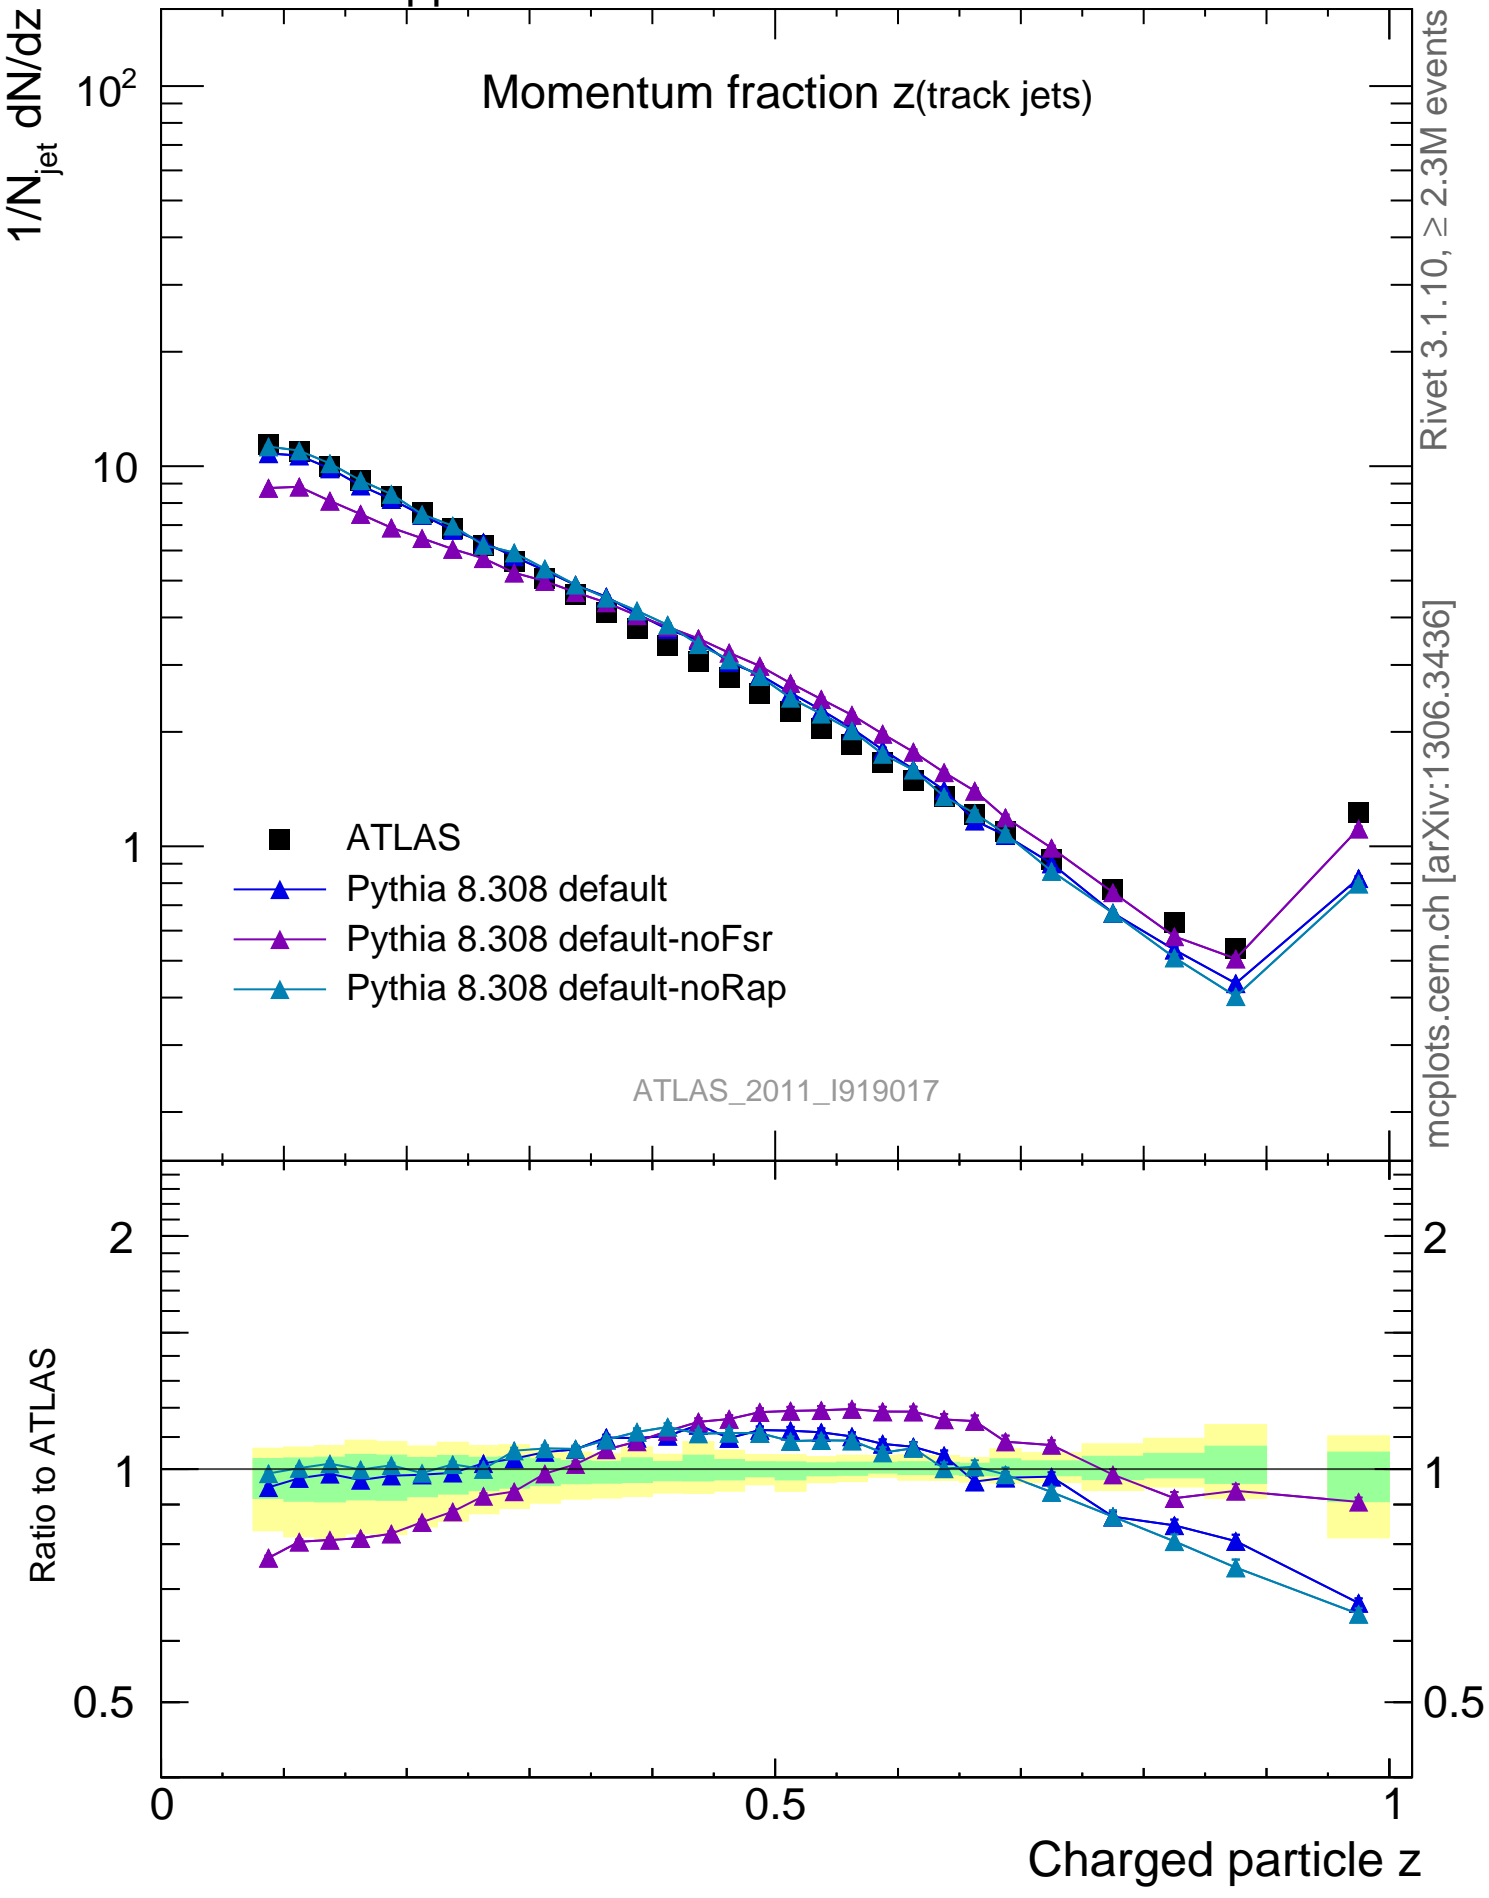 pp
1/N_jet dN/dz
Momentum fraction z(track jets)
10²
10
1
ATLAS
Pythia 8.308 default
Pythia 8.308 default-noFsr
Pythia 8.308 default-noRap
ATLAS_2011_I919017
Rivet 3.1.10, ≥ 2.3M events
mcplots.cern.ch [arXiv:1306.3436]
Ratio to ATLAS
2
1
0.5
2
1
0.5
0
0.5
1
Charged particle z